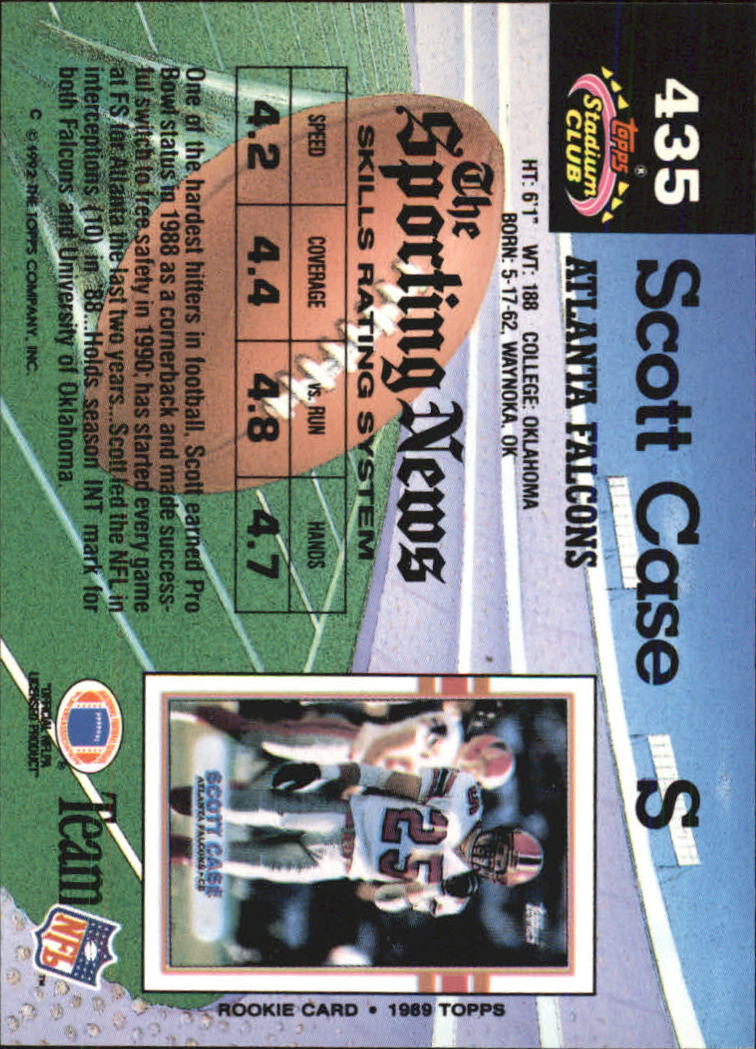 435
Topps®
Stadium
CLUB
Scott Case S
ATLANTA FALCONS
HT: 6'1" WT: 188 COLLEGE: OKLAHOMA
BORN: 5-17-62, WAYNOKA, OK
The
Sporting News
SKILLS RATING SYSTEM
SPEED COVERAGE vs. RUN HANDS
4.2 4.4 4.8 4.7
One of the hardest hitters in football, Scott earned Pro
Bowl status in 1988 as a cornerback and made success-
ful switch to free safety in 1990; has started every game
at FS for Atlanta the last two years....Scott led the NFL in
interceptions (10) in '88...Holds season INT mark for
both Falcons and University of Oklahoma.
C © 1992 THE TOPPS COMPANY, INC.
25
Topps
SCOTT CASE
ATLANTA FALCONS • CB
ROOKIE CARD • 1989 TOPPS
"OFFICIAL NFLPA
LICENSED PRODUCT"
Team
NFL
™